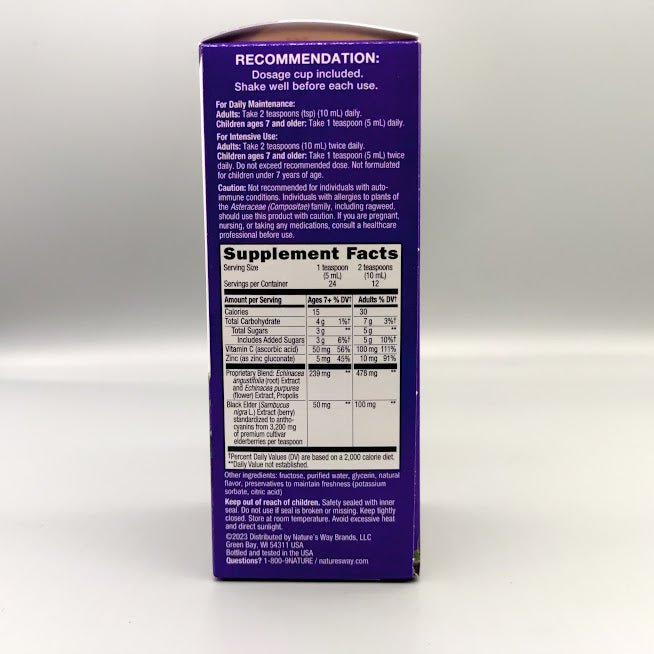 RECOMMENDATION:
Dosage cup included.
Shake well before each use.
For Daily Maintenance:
Adults: Take 2 teaspoons (tsp) (10 mL) daily.
Children ages 7 and older: Take 1 teaspoon (5 mL) daily.
For Intensive Use:
Adults: Take 2 teaspoons (10 mL) twice daily.
Children ages 7 and older: Take 1 teaspoon (5 mL) twice
daily. Do not exceed recommended dose. Not formulated
for children under 7 years of age.
Caution: Not recommended for individuals with auto-
immune conditions. Individuals with allergies to plants of
the Asteraceae (Compositae) family, including ragweed,
should use this product with caution. If you are pregnant,
nursing, or taking any medications, consult a healthcare
professional before use.
Supplement Facts
Serving Size 1 teaspoon 2 teaspoons
(5 mL) (10 mL)
Servings per Container 24 12
Amount per Serving Ages 7+ % DV† Adults % DV†
Calories 15 30
Total Carbohydrate 4 g 1%† 7 g 3%†
Total Sugars 3 g ** 5 g **
Includes Added Sugars 3 g 6%† 5 g 10%†
Vitamin C (ascorbic acid) 50 mg 56% 100 mg 111%
Zinc (as zinc gluconate) 5 mg 45% 10 mg 91%
Proprietary Blend: Echinacea 239 mg ** 478 mg **
angustifolia (root) Extract
and Echinacea purpurea
(flower) Extract, Propolis
Black Elder (Sambucus 50 mg ** 100 mg **
nigra L.) Extract (berry)
standardized to antho-
cyanins from 3,200 mg
of premium cultivar
elderberries per teaspoon
†Percent Daily Values (DV) are based on a 2,000 calorie diet.
**Daily Value not established.
Other ingredients: fructose, purified water, glycerin, natural
flavor, preservatives to maintain freshness (potassium
sorbate, citric acid)
Keep out of reach of children. Safety sealed with inner
seal. Do not use if seal is broken or missing. Keep tightly
closed. Store at room temperature. Avoid excessive heat
and direct sunlight.
©2023 Distributed by Nature's Way Brands, LLC
Green Bay, WI 54311 USA
Bottled and tested in the USA
Questions? 1-800-9NATURE / naturesway.com